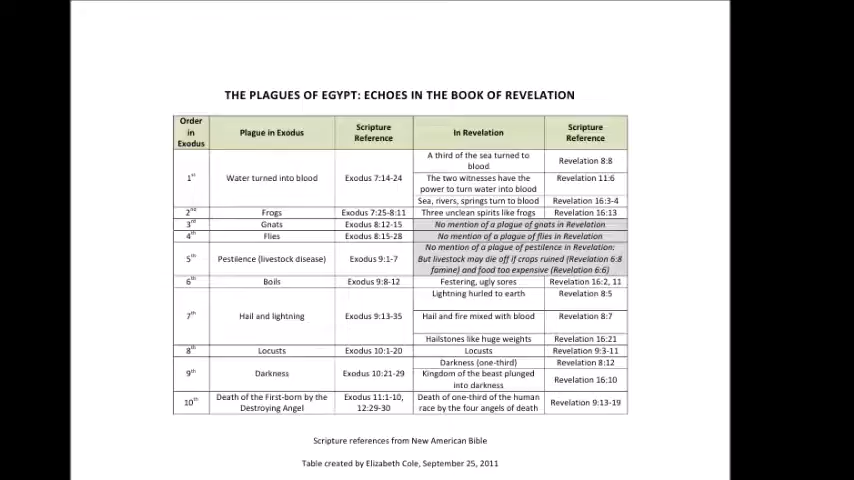 THE PLAGUES OF EGYPT: ECHOES IN THE BOOK OF REVELATION
Order in Exodus | Plague in Exodus | Scripture Reference | In Revelation | Scripture Reference
1st | Water turned into blood | Exodus 7:14-24 | A third of the sea turned to blood | Revelation 8:8
The two witnesses have the power to turn water into blood | Revelation 11:6
Sea, rivers, springs turn to blood | Revelation 16:3-4
2nd | Frogs | Exodus 7:25-8:11 | Three unclean spirits like frogs | Revelation 16:13
3rd | Gnats | Exodus 8:12-15 | No mention of a plague of gnats in Revelation
4th | Flies | Exodus 8:15-28 | No mention of a plague of flies in Revelation
5th | Pestilence (livestock disease) | Exodus 9:1-7 | No mention of a plague of pestilence in Revelation: But livestock may die off if crops ruined (Revelation 6:8 famine) and food too expensive (Revelation 6:6)
6th | Boils | Exodus 9:8-12 | Festering, ugly sores | Revelation 16:2, 11
7th | Hail and lightning | Exodus 9:13-35 | Lightning hurled to earth | Revelation 8:5
Hail and fire mixed with blood | Revelation 8:7
Hailstones like huge weights | Revelation 16:21
8th | Locusts | Exodus 10:1-20 | Locusts | Revelation 9:3-11
9th | Darkness | Exodus 10:21-29 | Darkness (one-third) | Revelation 8:12
Kingdom of the beast plunged into darkness | Revelation 16:10
10th | Death of the First-born by the Destroying Angel | Exodus 11:1-10, 12:29-30 | Death of one-third of the human race by the four angels of death | Revelation 9:13-19
Scripture references from New American Bible
Table created by Elizabeth Cole, September 25, 2011